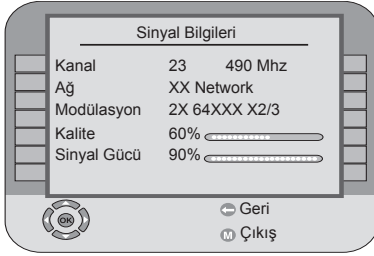 Sinyal Bilgileri
Kanal 23 490 Mhz
Ağ XX Network
Modülasyon 2X 64XXX X2/3
Kalite 60%
Sinyal Gücü 90%
OK
Geri
M Çıkış